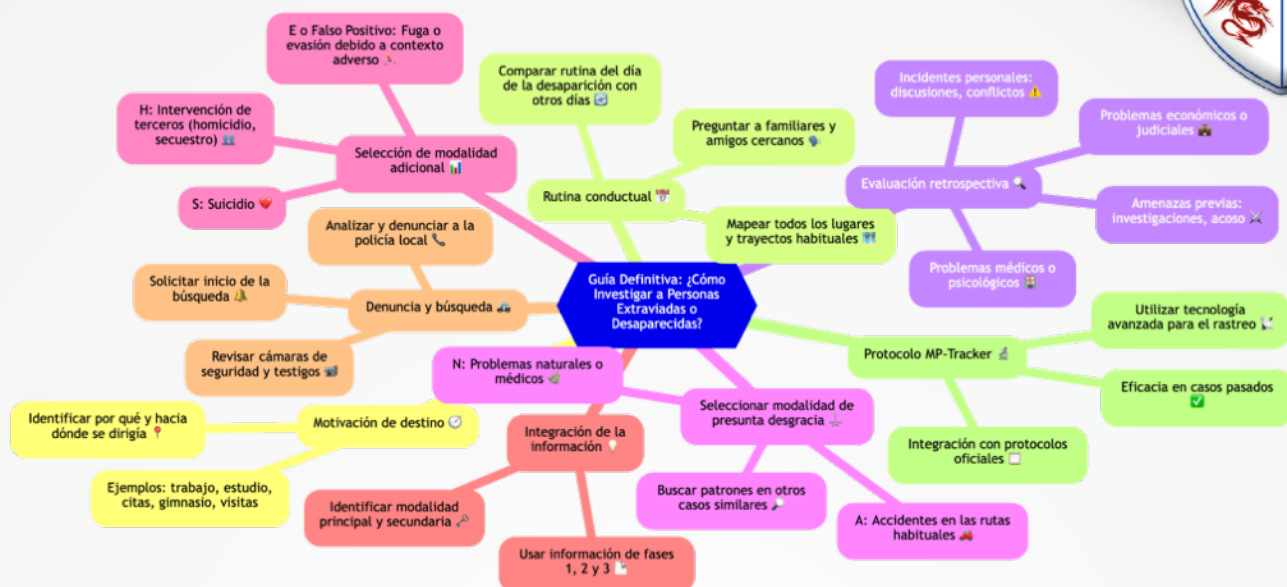 E o Falso Positivo: Fuga o
evasión debido a contexto
adverso
H: Intervención de
terceros (homicidio,
secuestro)
Selección de modalidad
adicional
S: Suicidio
Comparar rutina del día
de la desaparición con
otros días
Preguntar a familiares y
amigos cercanos
Rutina conductual
Mapear todos los lugares
y trayectos habituales
Incidentes personales:
discusiones, conflictos
Problemas económicos o
judiciales
Evaluación retrospectiva
Amenazas previas:
investigaciones, acoso
Problemas médicos o
psicológicos
Analizar y denunciar a la
policía local
Solicitar inicio de la
búsqueda
Denuncia y búsqueda
Revisar cámaras de
seguridad y testigos
Guía Definitiva: ¿Cómo
Investigar a Personas
Extraviadas o
Desaparecidas?
Utilizar tecnología
avanzada para el rastreo
Protocolo MP-Tracker
Eficacia en casos pasados
Integración con protocolos
oficiales
N: Problemas naturales o
médicos
Seleccionar modalidad de
presunta desgracia
Buscar patrones en otros
casos similares
A: Accidentes en las rutas
habituales
Identificar por qué y hacia
dónde se dirigía
Motivación de destino
Ejemplos: trabajo, estudio,
citas, gimnasio, visitas
Integración de la
información
Identificar modalidad
principal y secundaria
Usar información de fases
1, 2 y 3